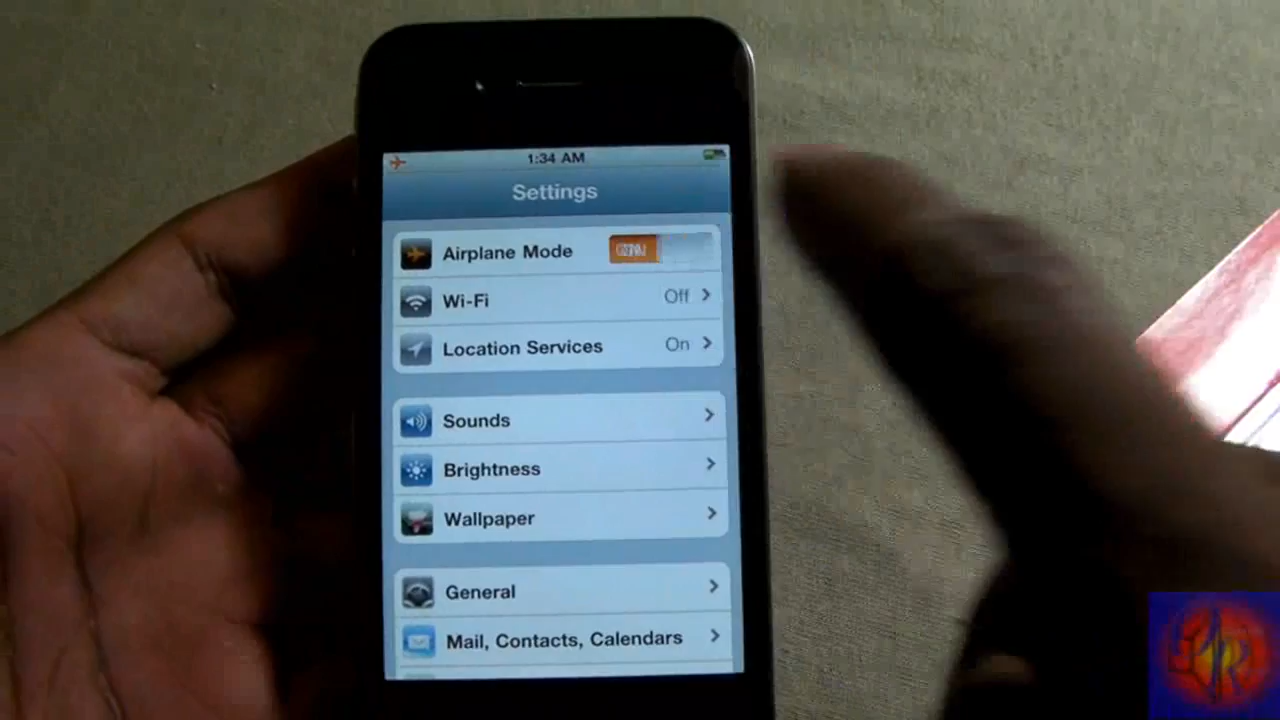 1:34 AM
Settings
Airplane Mode
Wi-Fi Off
Location Services On
Sounds
Brightness
Wallpaper
General
Mail, Contacts, Calendars